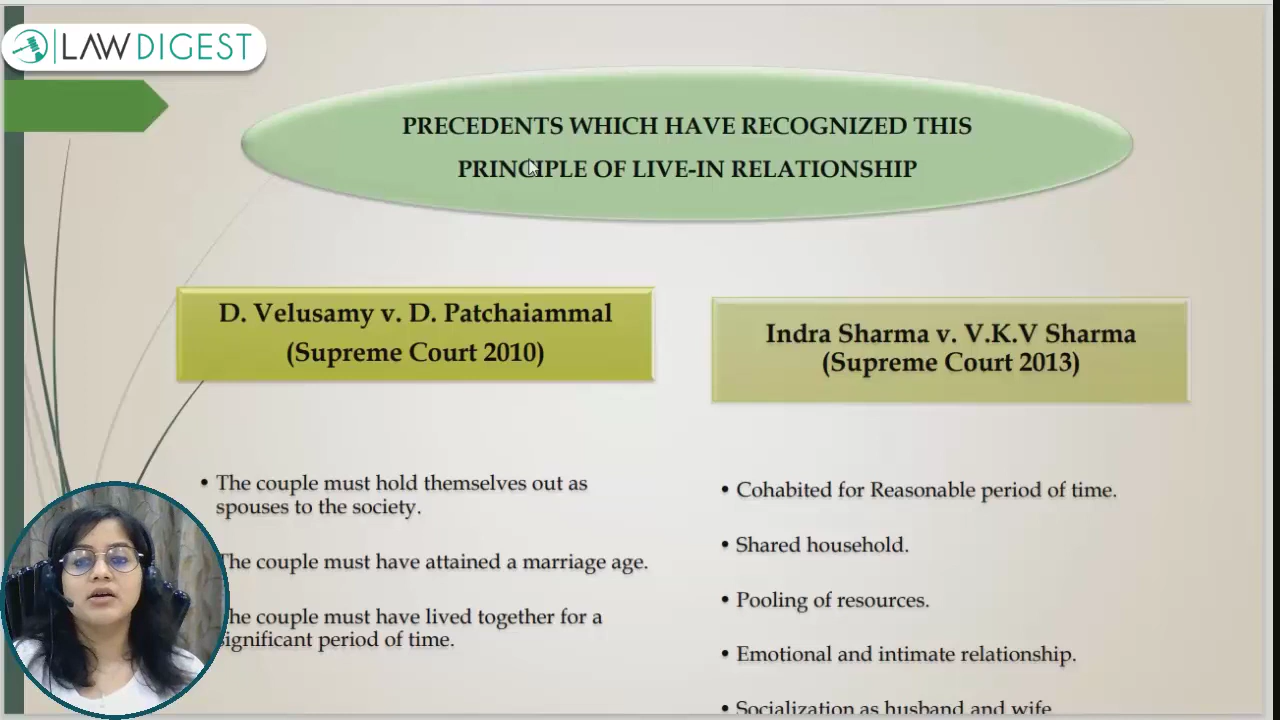 LAW DIGEST
PRECEDENTS WHICH HAVE RECOGNIZED THIS
PRINCIPLE OF LIVE-IN RELATIONSHIP
D. Velusamy v. D. Patchaiammal
(Supreme Court 2010)
• The couple must hold themselves out as
spouses to the society.
The couple must have attained a marriage age.
The couple must have lived together for a
significant period of time.
Indra Sharma v. V.K.V Sharma
(Supreme Court 2013)
• Cohabited for Reasonable period of time.
• Shared household.
• Pooling of resources.
• Emotional and intimate relationship.
• Socialization as husband and wife